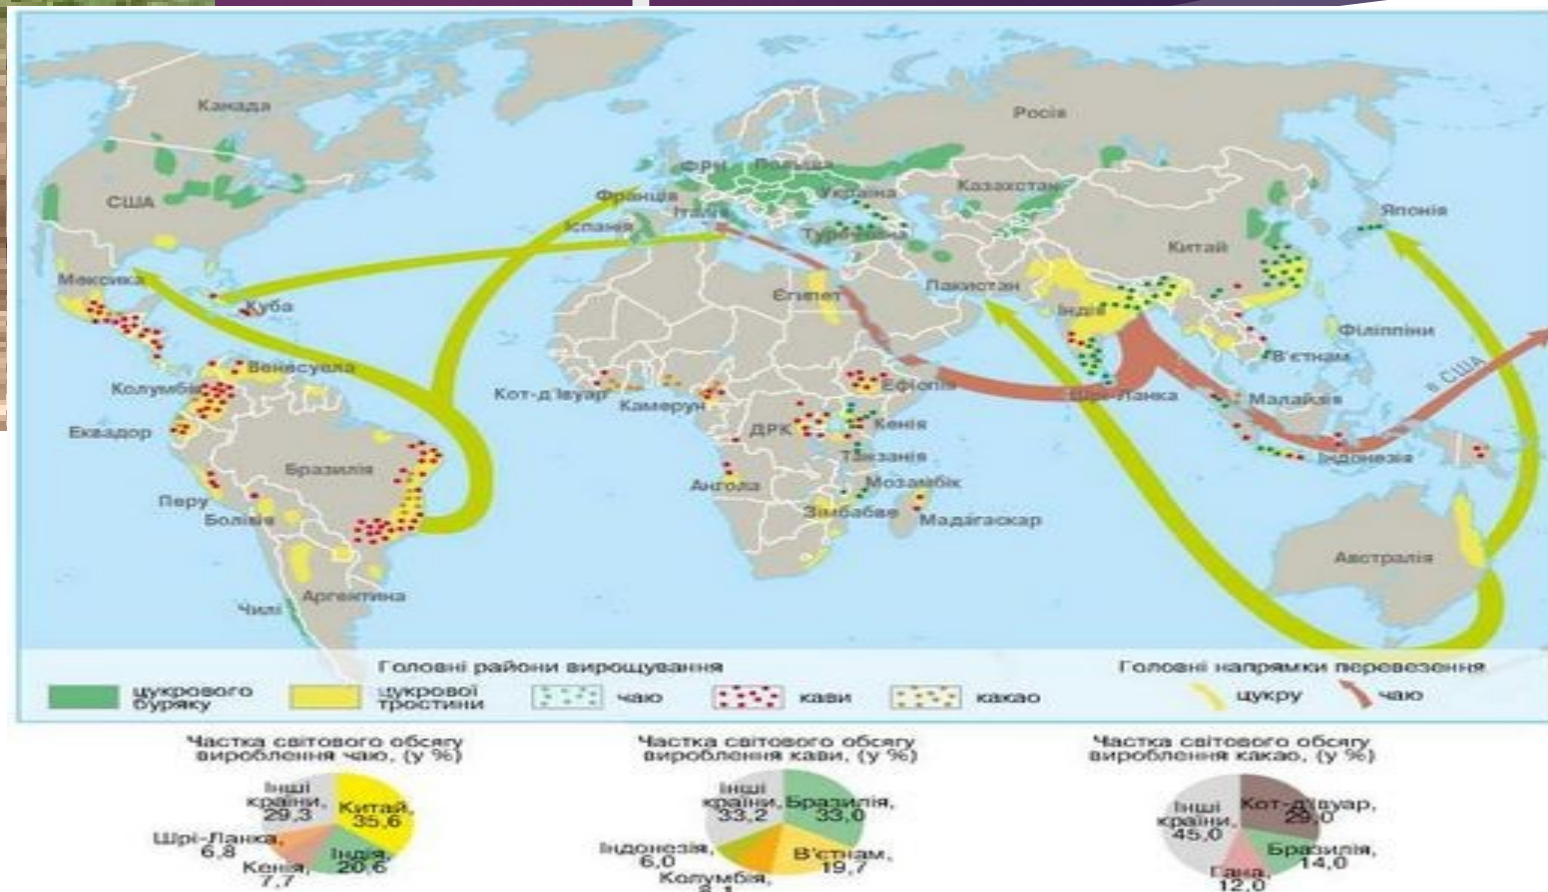 Канада
Росія
США
ФРН
Польща
Україна
Казахстан
Франція
Італія
Іспанія
Японія
Китай
Мексика
Куба
Єгипет
Пакистан
Індія
Філіппіни
В'єтнам
Венесуела
Колумбія
Кот-д'Івуар
Камерун
Ефіопія
Шрі-Ланка
Малайзія
в США
Еквадор
ДРК
Кенія
Бразилія
Танзанія
Індонезія
Перу
Ангола
Мозамбік
Болівія
Зімбабве
Мадагаскар
Австралія
Чилі
Аргентина
Головні райони вирощування
цукрового
буряку
цукрової
тростини
чаю
кави
какао
Головні напрямки перевезення
цукру
чаю
Частка світового обсягу
вироблення чаю, (у %)
Інші
країни,
29,3
Китай,
35,6
Шрі-Ланка,
6,8
Кенія,
7,7
Індія,
20,6
Частка світового обсягу
вироблення кави, (у %)
Інші
країни,
33,2
Бразилія,
33,0
Індонезія,
6,0
Колумбія,
В'єтнам,
19,7
Частка світового обсягу
вироблення какао, (у %)
Інші
країни,
45,0
Кот-д'Івуар,
29,0
Бразилія,
14,0
Гана,
12,0